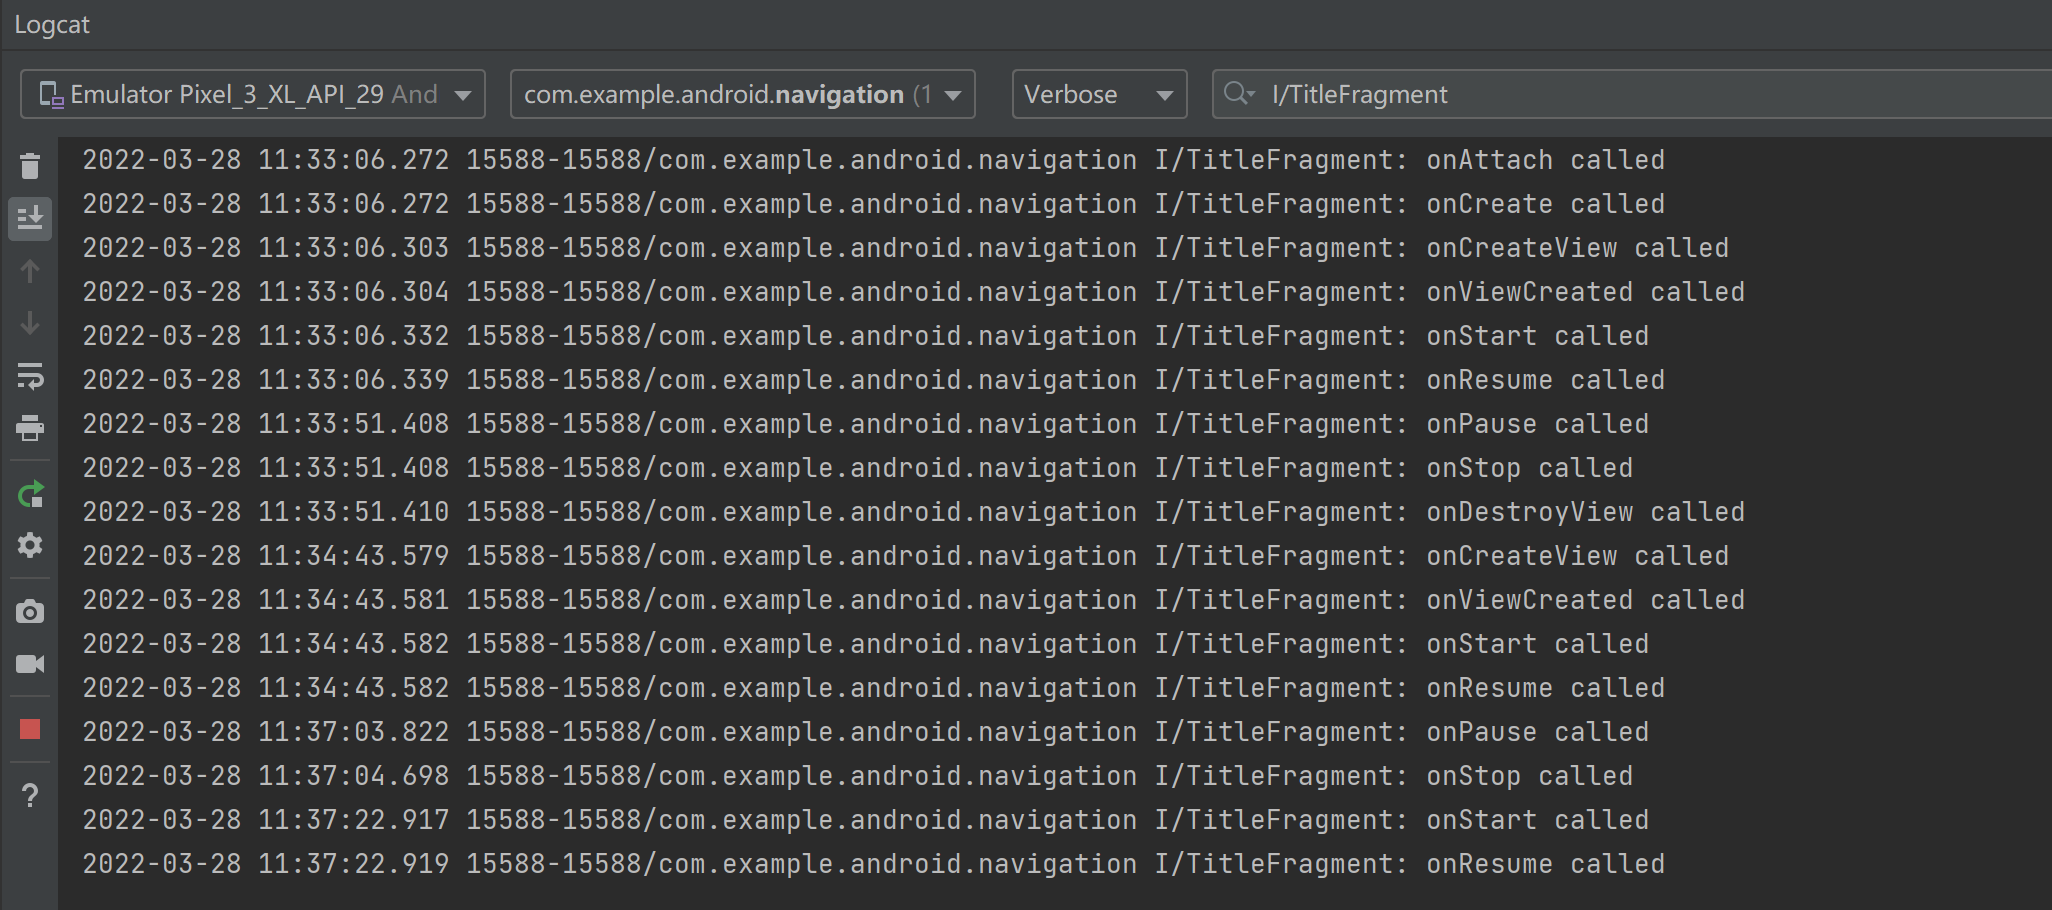 Logcat
Emulator Pixel_3_XL_API_29 And com.example.android.navigation (1 Verbose I/TitleFragment
2022-03-28 11:33:06.272 15588-15588/com.example.android.navigation I/TitleFragment: onAttach called
2022-03-28 11:33:06.272 15588-15588/com.example.android.navigation I/TitleFragment: onCreate called
2022-03-28 11:33:06.303 15588-15588/com.example.android.navigation I/TitleFragment: onCreateView called
2022-03-28 11:33:06.304 15588-15588/com.example.android.navigation I/TitleFragment: onViewCreated called
2022-03-28 11:33:06.332 15588-15588/com.example.android.navigation I/TitleFragment: onStart called
2022-03-28 11:33:06.339 15588-15588/com.example.android.navigation I/TitleFragment: onResume called
2022-03-28 11:33:51.408 15588-15588/com.example.android.navigation I/TitleFragment: onPause called
2022-03-28 11:33:51.408 15588-15588/com.example.android.navigation I/TitleFragment: onStop called
2022-03-28 11:33:51.410 15588-15588/com.example.android.navigation I/TitleFragment: onDestroyView called
2022-03-28 11:34:43.579 15588-15588/com.example.android.navigation I/TitleFragment: onCreateView called
2022-03-28 11:34:43.581 15588-15588/com.example.android.navigation I/TitleFragment: onViewCreated called
2022-03-28 11:34:43.582 15588-15588/com.example.android.navigation I/TitleFragment: onStart called
2022-03-28 11:34:43.582 15588-15588/com.example.android.navigation I/TitleFragment: onResume called
2022-03-28 11:37:03.822 15588-15588/com.example.android.navigation I/TitleFragment: onPause called
2022-03-28 11:37:04.698 15588-15588/com.example.android.navigation I/TitleFragment: onStop called
2022-03-28 11:37:22.917 15588-15588/com.example.android.navigation I/TitleFragment: onStart called
2022-03-28 11:37:22.919 15588-15588/com.example.android.navigation I/TitleFragment: onResume called